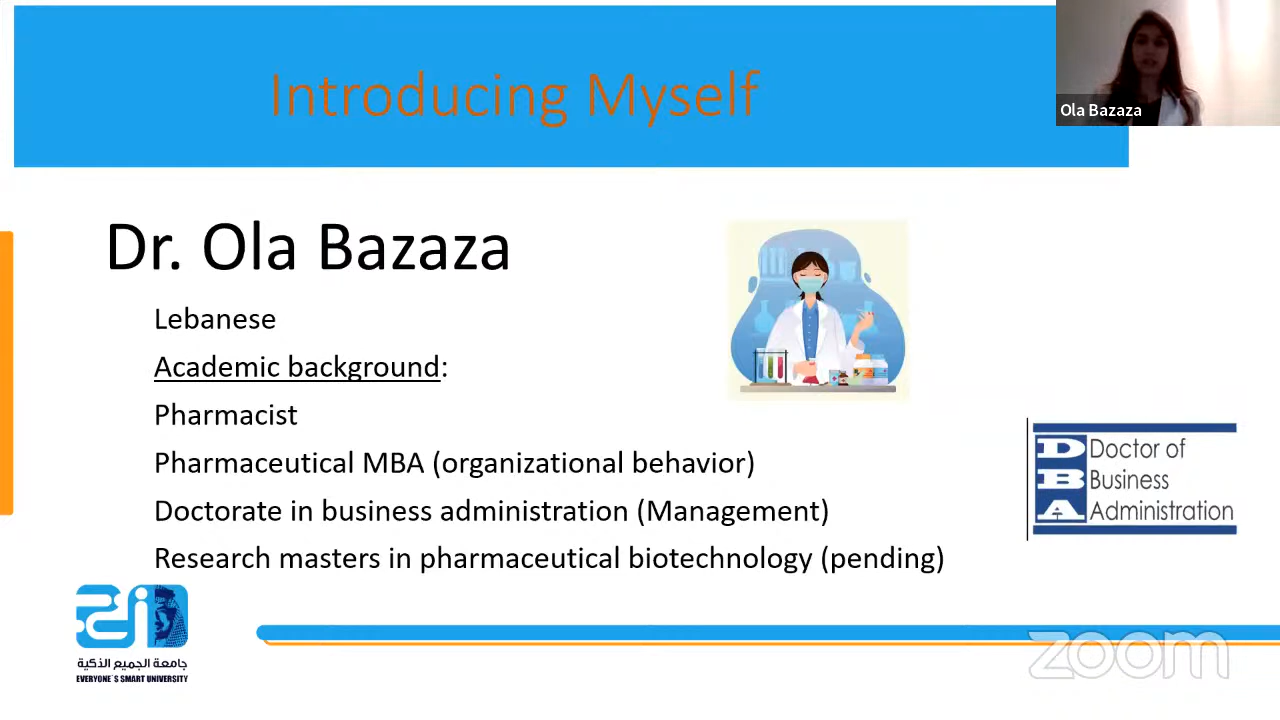 Introducing Myself
Ola Bazaza
Dr. Ola Bazaza
Lebanese
Academic background:
Pharmacist
Pharmaceutical MBA (organizational behavior)
Doctorate in business administration (Management)
Research masters in pharmaceutical biotechnology (pending)
D Doctor of
B Business
A Administration
جامعة الجميع الذكية
EVERYONE`S SMART UNIVERSITY
zoom